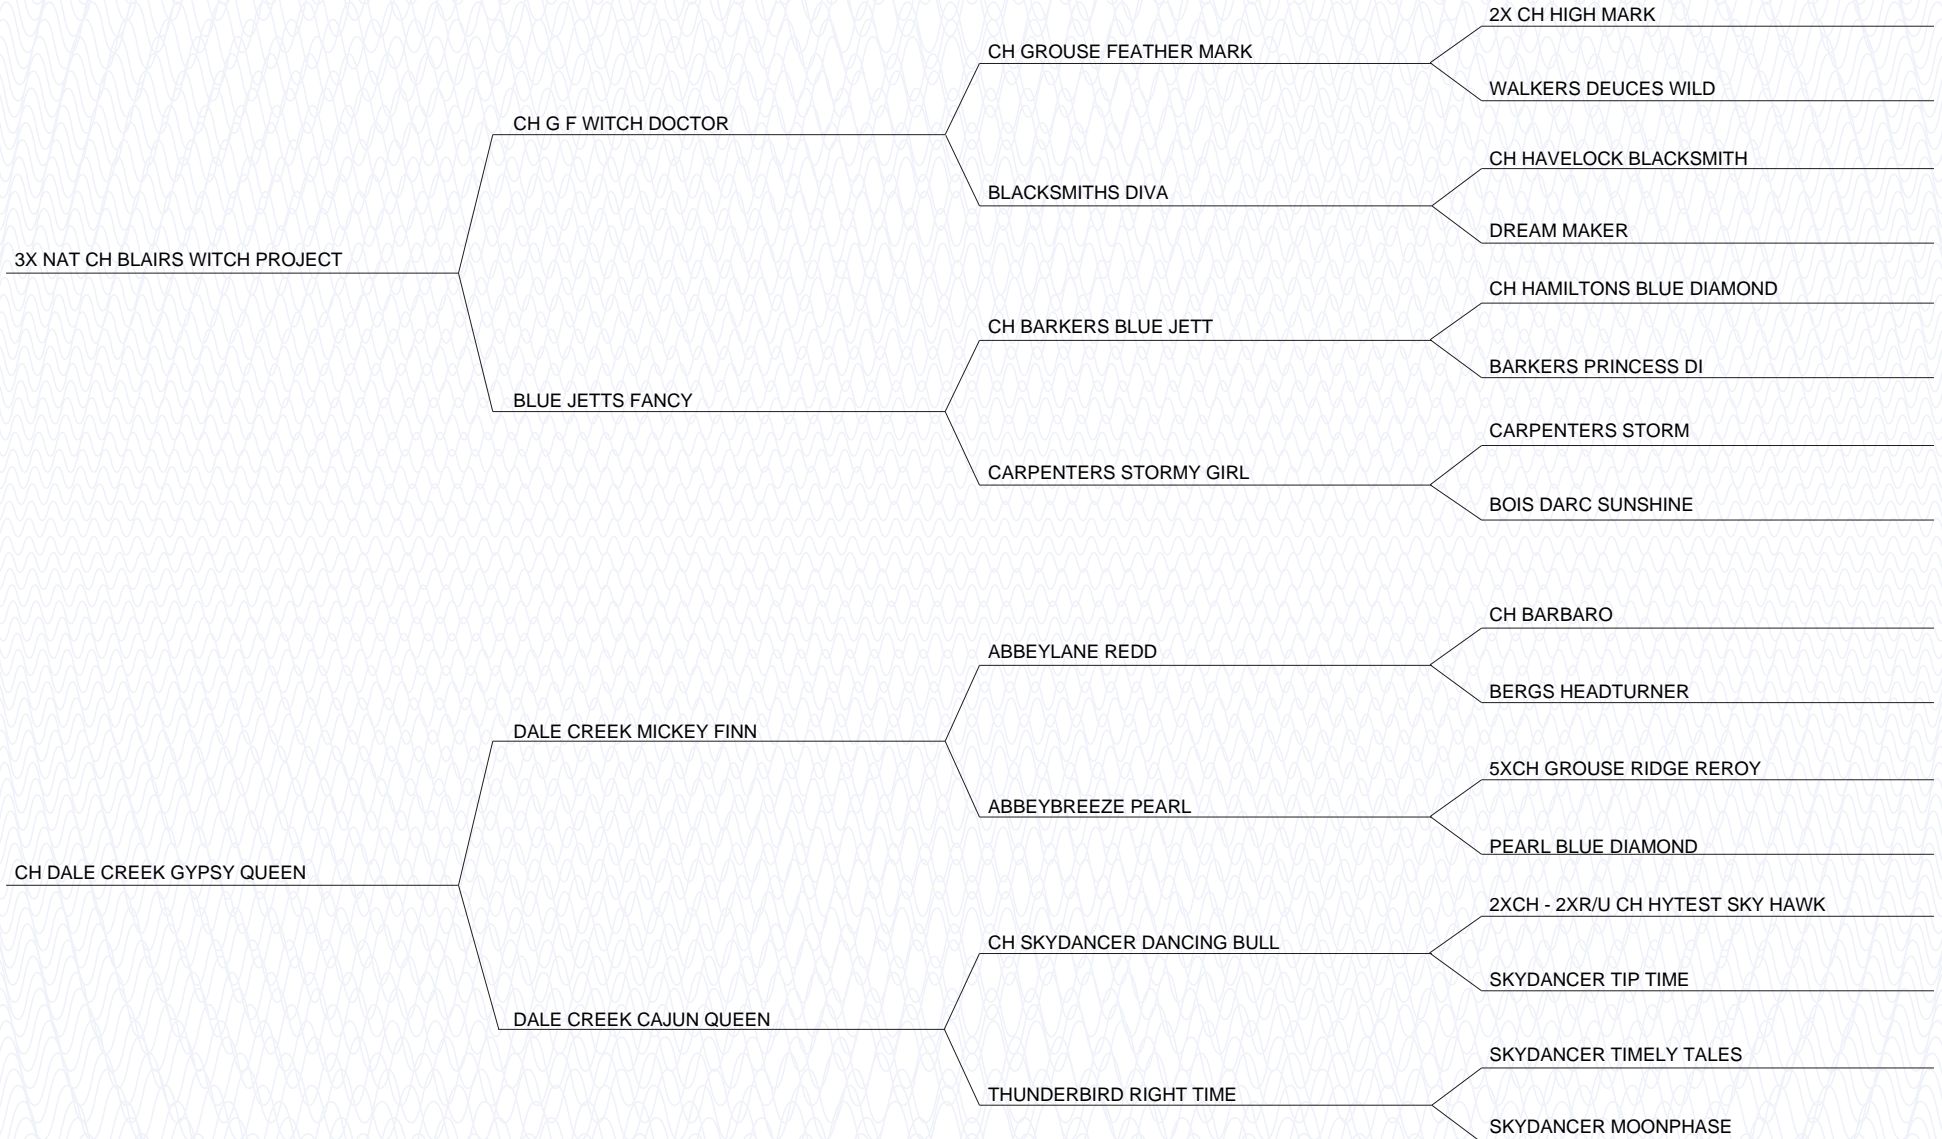 2X CH HIGH MARK
CH GROUSE FEATHER MARK
WALKERS DEUCES WILD
CH G F WITCH DOCTOR
CH HAVELOCK BLACKSMITH
BLACKSMITHS DIVA
DREAM MAKER
3X NAT CH BLAIRS WITCH PROJECT
CH HAMILTONS BLUE DIAMOND
CH BARKERS BLUE JETT
BARKERS PRINCESS DI
BLUE JETTS FANCY
CARPENTERS STORM
CARPENTERS STORMY GIRL
BOIS DARC SUNSHINE
CH BARBARO
ABBEYLANE REDD
BERGS HEADTURNER
DALE CREEK MICKEY FINN
5XCH GROUSE RIDGE REROY
ABBEYBREEZE PEARL
PEARL BLUE DIAMOND
CH DALE CREEK GYPSY QUEEN
2XCH - 2XR/U CH HYTEST SKY HAWK
CH SKYDANCER DANCING BULL
SKYDANCER TIP TIME
DALE CREEK CAJUN QUEEN
SKYDANCER TIMELY TALES
THUNDERBIRD RIGHT TIME
SKYDANCER MOONPHASE